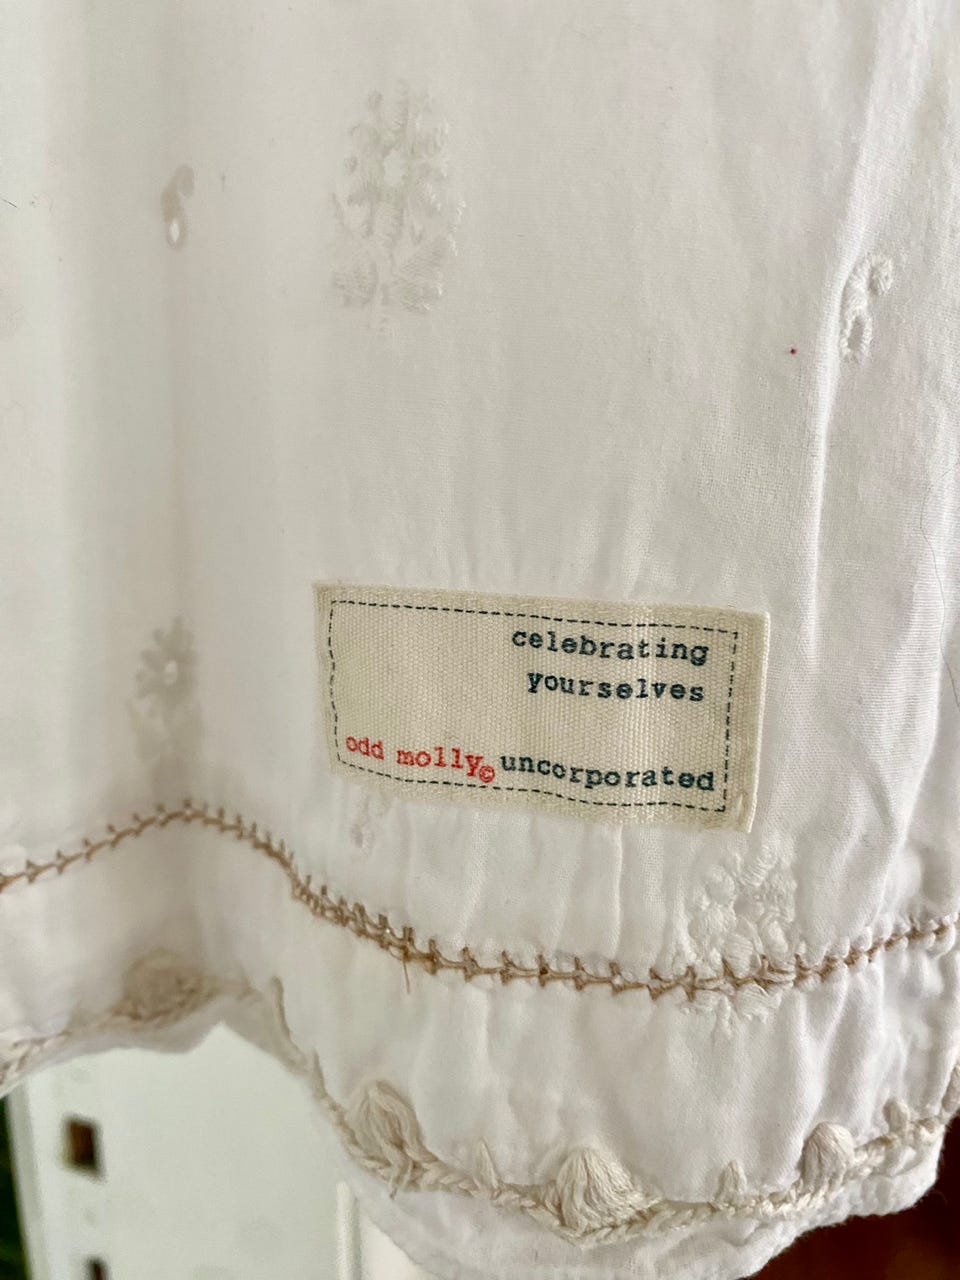 celebrating
yourselves
odd molly© uncorporated